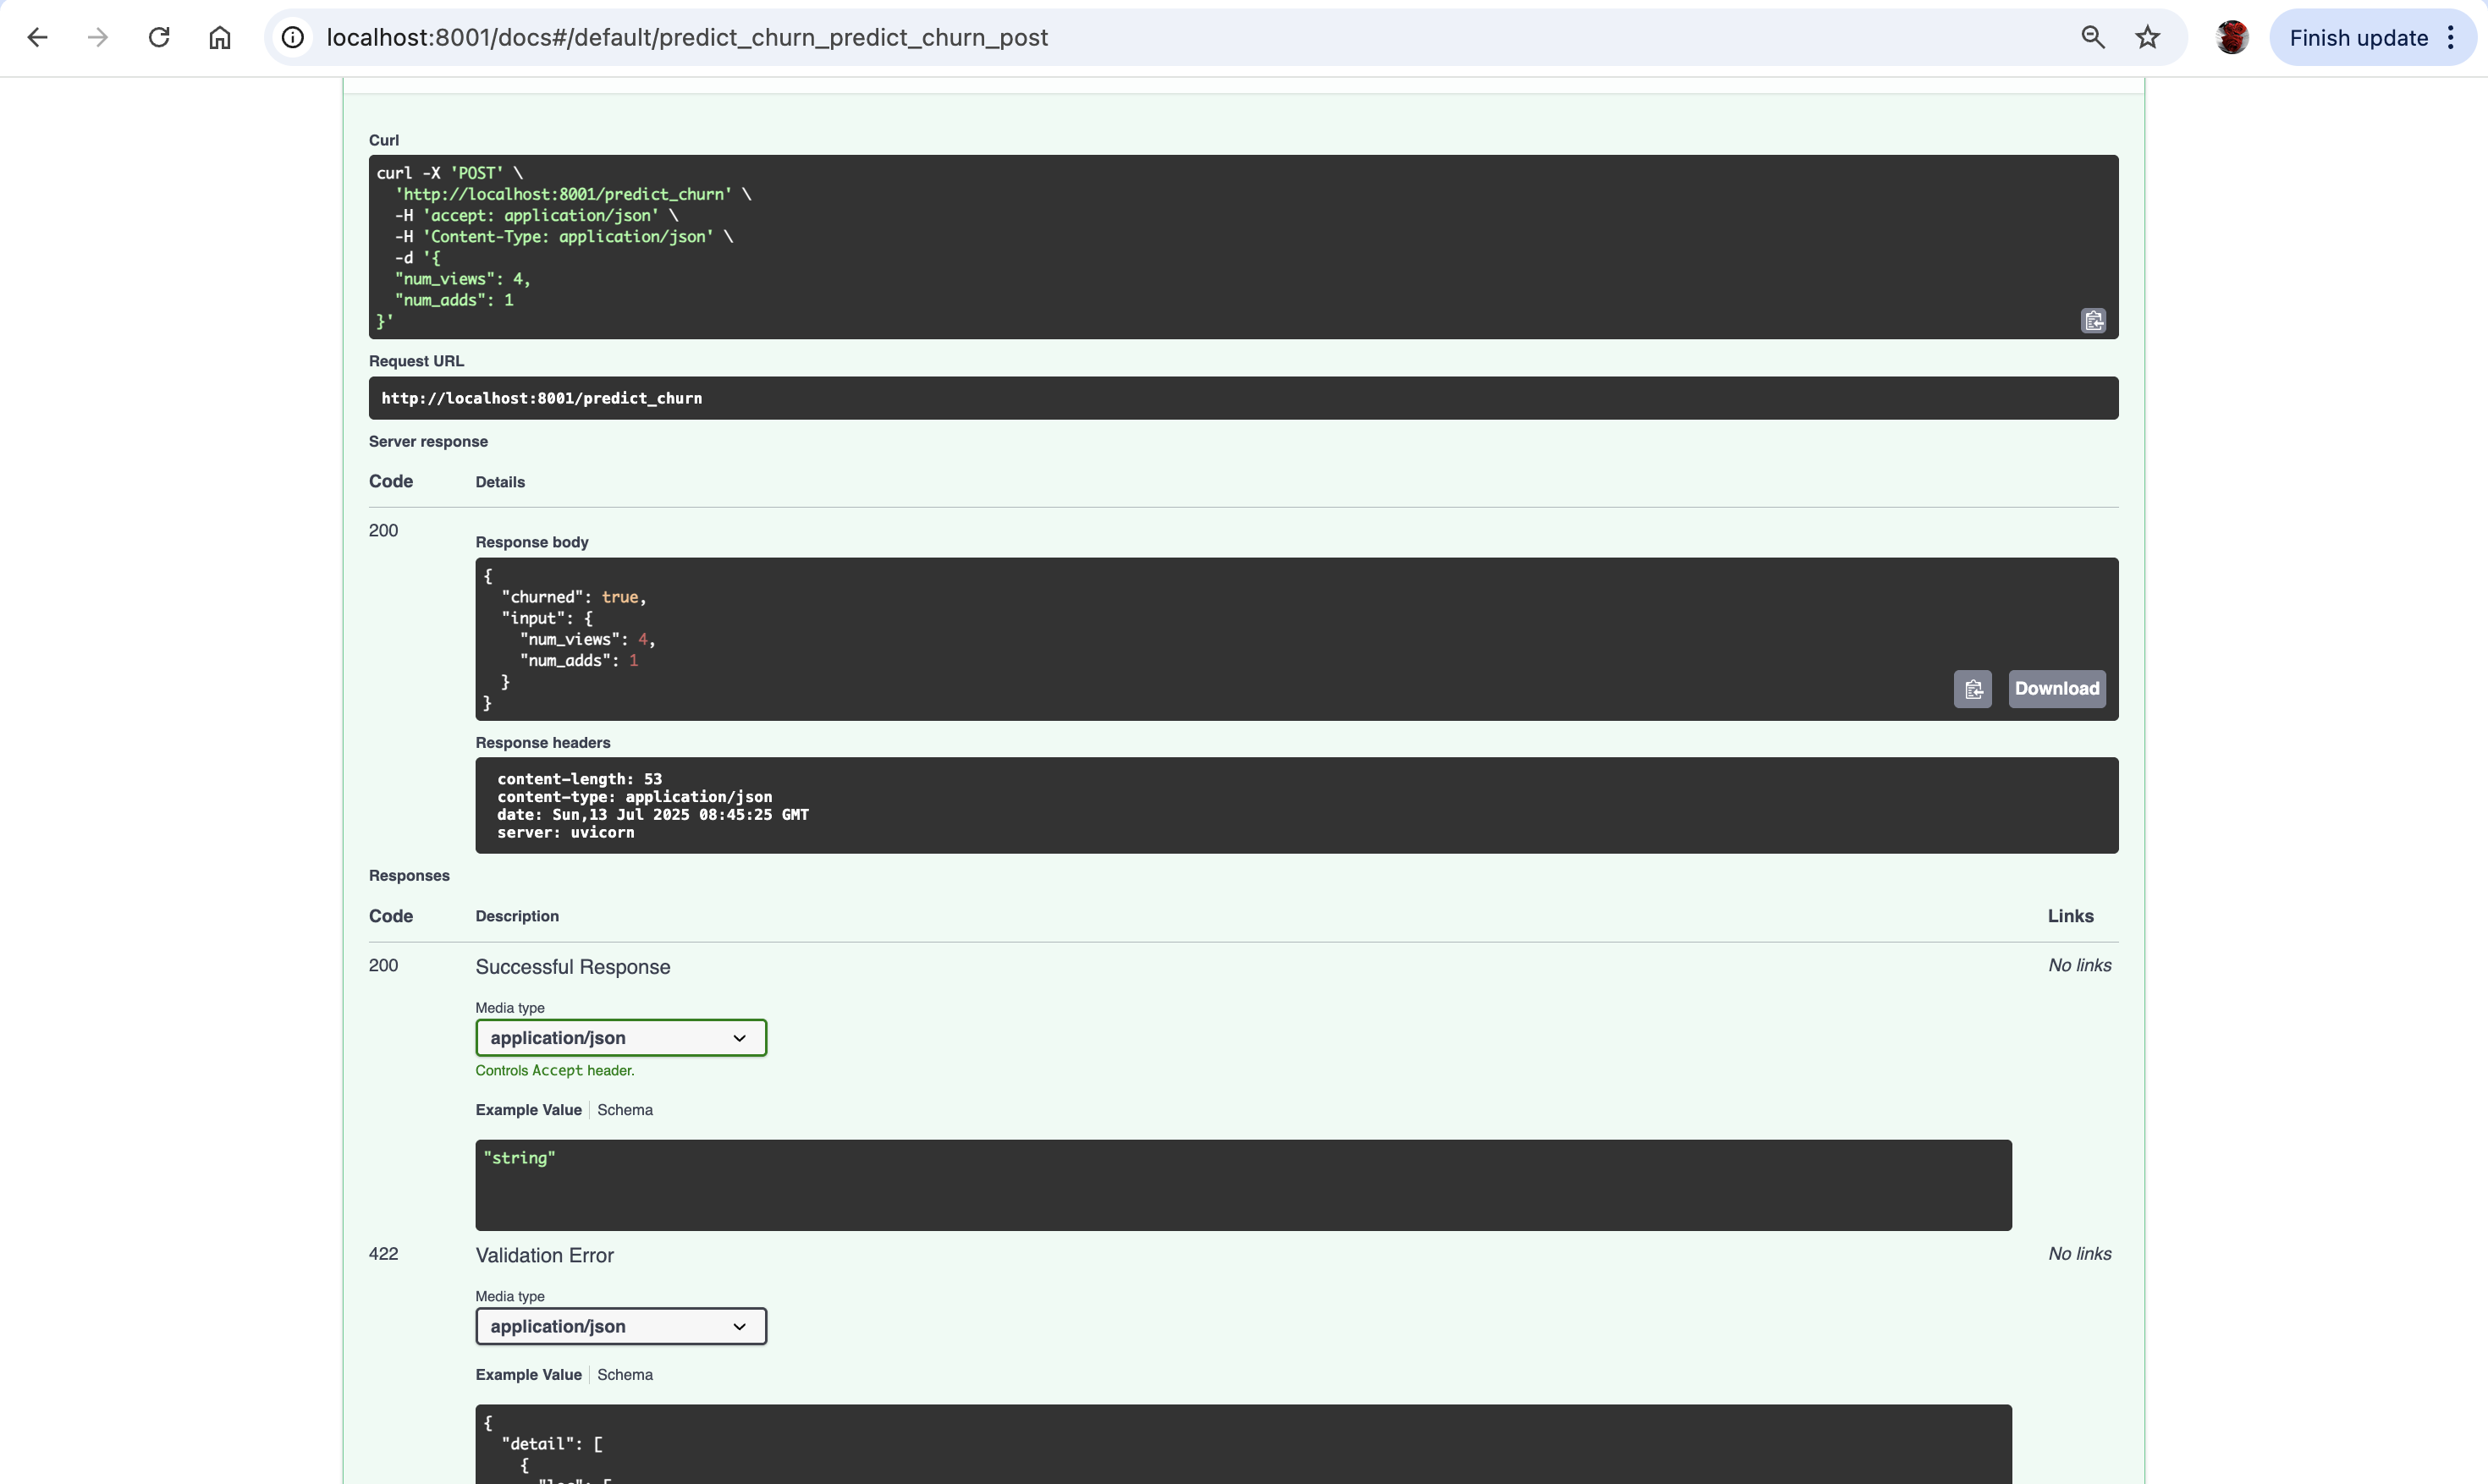 localhost:8001/docs#/default/predict_churn_predict_churn_post
Finish update
Curl
curl -X 'POST' \
  'http://localhost:8001/predict_churn' \
  -H 'accept: application/json' \
  -H 'Content-Type: application/json' \
  -d '{
  "num_views": 4,
  "num_adds": 1
}'
Request URL
http://localhost:8001/predict_churn
Server response
Code Details
200
Response body
{
  "churned": true,
  "input": {
    "num_views": 4,
    "num_adds": 1
  }
}
Download
Response headers
content-length: 53
content-type: application/json
date: Sun,13 Jul 2025 08:45:25 GMT
server: uvicorn
Responses
Code Description Links
200 Successful Response No links
Media type
application/json
Controls Accept header.
Example Value Schema
"string"
422 Validation Error No links
Media type
application/json
Example Value Schema
{
  "detail": [
    {